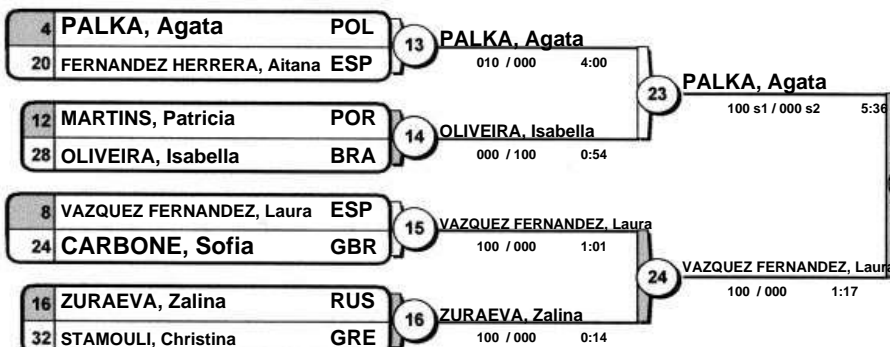 4 PALKA, Agata POL
20 FERNANDEZ HERRERA, Aitana ESP
13
PALKA, Agata
010 / 000 4:00
12 MARTINS, Patricia POR
28 OLIVEIRA, Isabella BRA
14
OLIVEIRA, Isabella
000 / 100 0:54
23
PALKA, Agata
100 s1 / 000 s2 5:36
8 VAZQUEZ FERNANDEZ, Laura ESP
24 CARBONE, Sofia GBR
15
VAZQUEZ FERNANDEZ, Laura
100 / 000 1:01
16 ZURAEVA, Zalina RUS
32 STAMOULI, Christina GRE
16
ZURAEVA, Zalina
100 / 000 0:14
24
VAZQUEZ FERNANDEZ, Laura
100 / 000 1:17